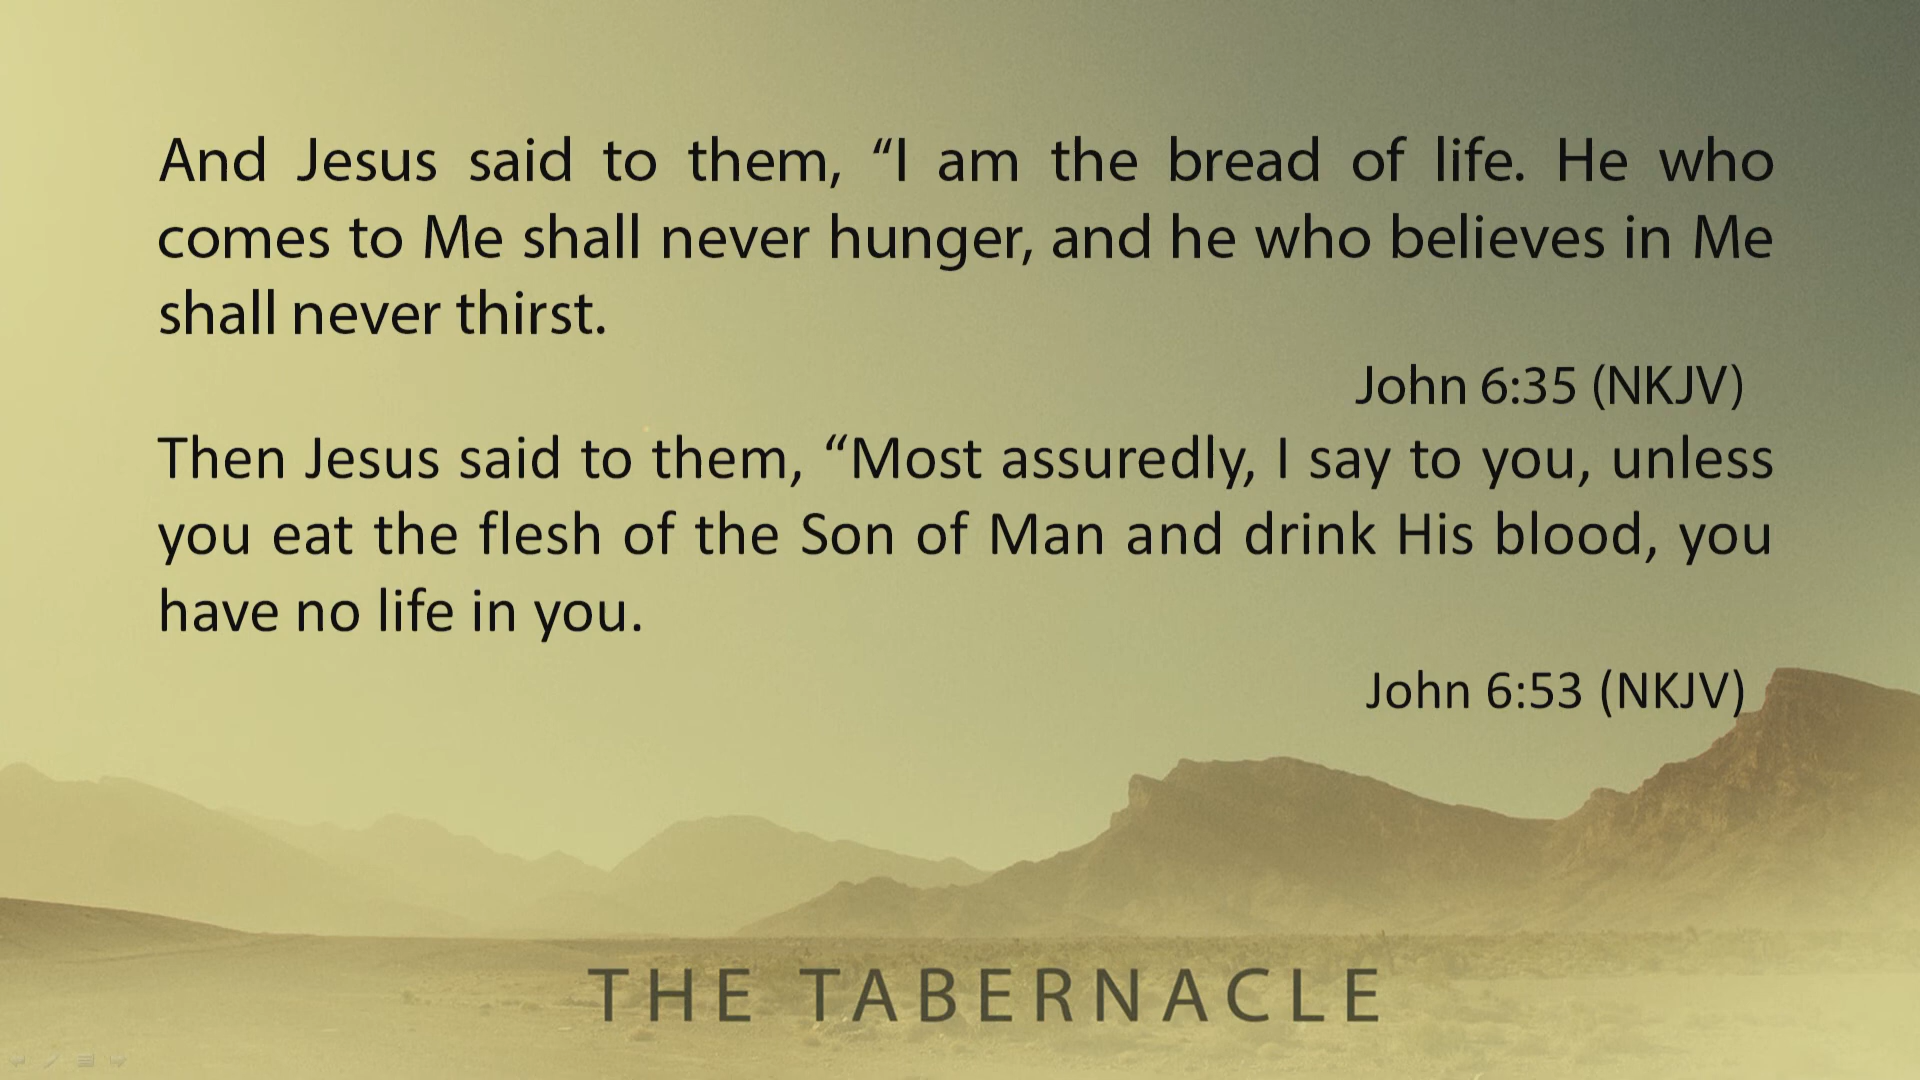 And Jesus said to them, “I am the bread of life. He who
comes to Me shall never hunger, and he who believes in Me
shall never thirst.
John 6:35 (NKJV)
Then Jesus said to them, “Most assuredly, I say to you, unless
you eat the flesh of the Son of Man and drink His blood, you
have no life in you.
John 6:53 (NKJV)
THE TABERNACLE